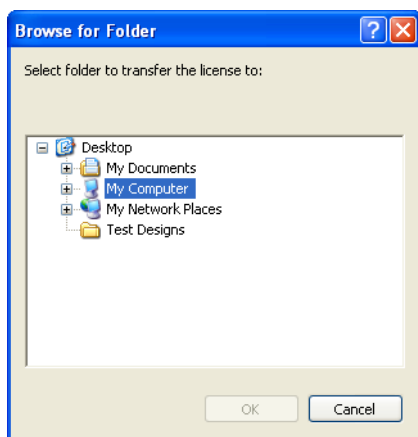 Browse for Folder
Select folder to transfer the license to:
Desktop
My Documents
My Computer
My Network Places
Test Designs
OK Cancel